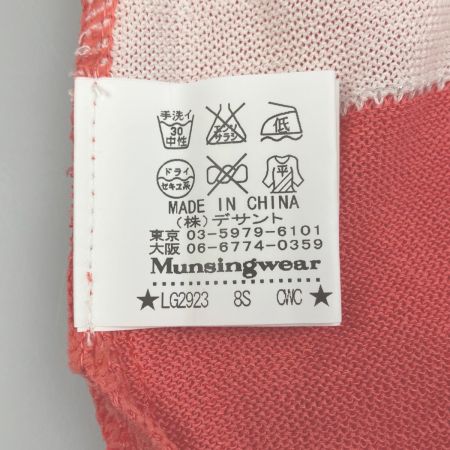 手洗イ 30 中性 エンソサラシ 低
ドライ セキユ系 平
MADE IN CHINA
(株)デサント
東京 03-5979-6101
大阪 06-6774-0359
Munsingwear
★LG2923 8S CWC★